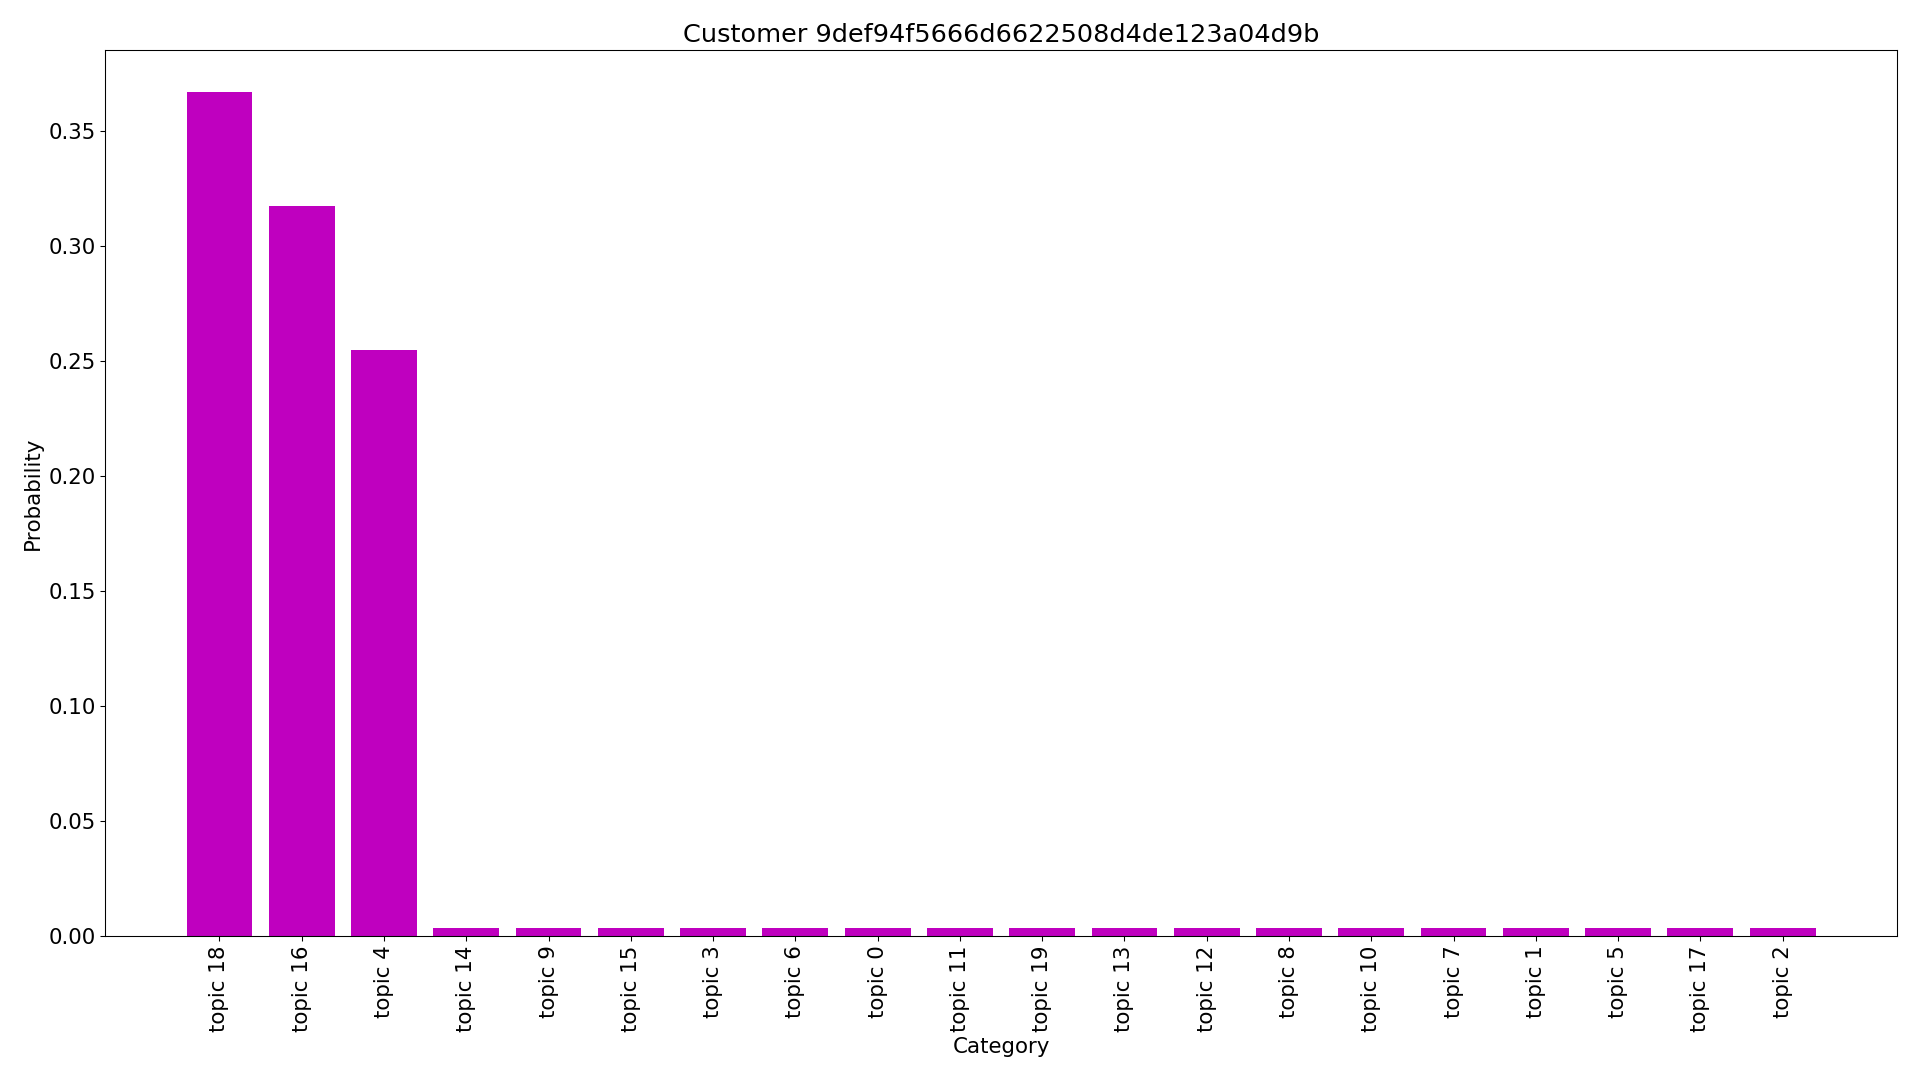 Customer 9def94f5666d6622508d4de123a04d9b
Probability
0.35
0.30
0.25
0.20
0.15
0.10
0.05
0.00
topic 18
topic 16
topic 4
topic 14
topic 9
topic 15
topic 3
topic 6
topic 0
topic 11
topic 19
topic 13
topic 12
topic 8
topic 10
topic 7
topic 1
topic 5
topic 17
topic 2
Category